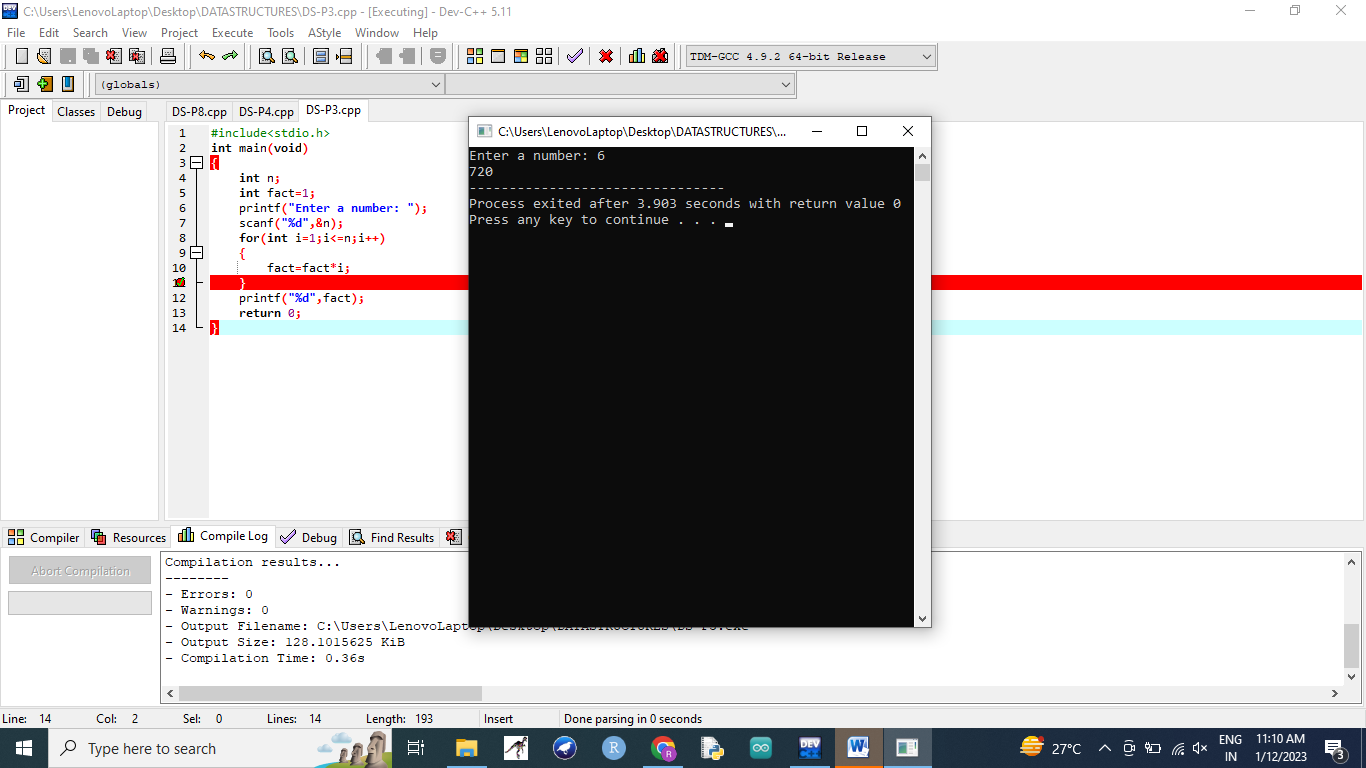 C:\Users\LenovoLaptop\Desktop\DATASTRUCTURES\DS-P3.cpp - [Executing] - Dev-C++ 5.11
File Edit Search View Project Execute Tools AStyle Window Help
TDM-GCC 4.9.2 64-bit Release
(globals)
Project Classes Debug
DS-P8.cpp DS-P4.cpp DS-P3.cpp
1 #include<stdio.h>
2 int main(void)
3 {
4 int n;
5 int fact=1;
6 printf("Enter a number: ");
7 scanf("%d",&n);
8 for(int i=1;i<=n;i++)
9 {
10 fact=fact*i;
}
12 printf("%d",fact);
13 return 0;
14 }
C:\Users\LenovoLaptop\Desktop\DATASTRUCTURES\...
Enter a number: 6
720
--------------------------------
Process exited after 3.903 seconds with return value 0
Press any key to continue . . .
Compiler Resources Compile Log Debug Find Results
Abort Compilation
Compilation results...
--------
- Errors: 0
- Warnings: 0
- Output Filename: C:\Users\LenovoLaptop\Desktop\DATASTRUCTURES\DS-P3.exe
- Output Size: 128.1015625 KiB
- Compilation Time: 0.36s
Line: 14 Col: 2 Sel: 0 Lines: 14 Length: 193 Insert Done parsing in 0 seconds
Type here to search
27°C
ENG
IN
11:10 AM
1/12/2023
3